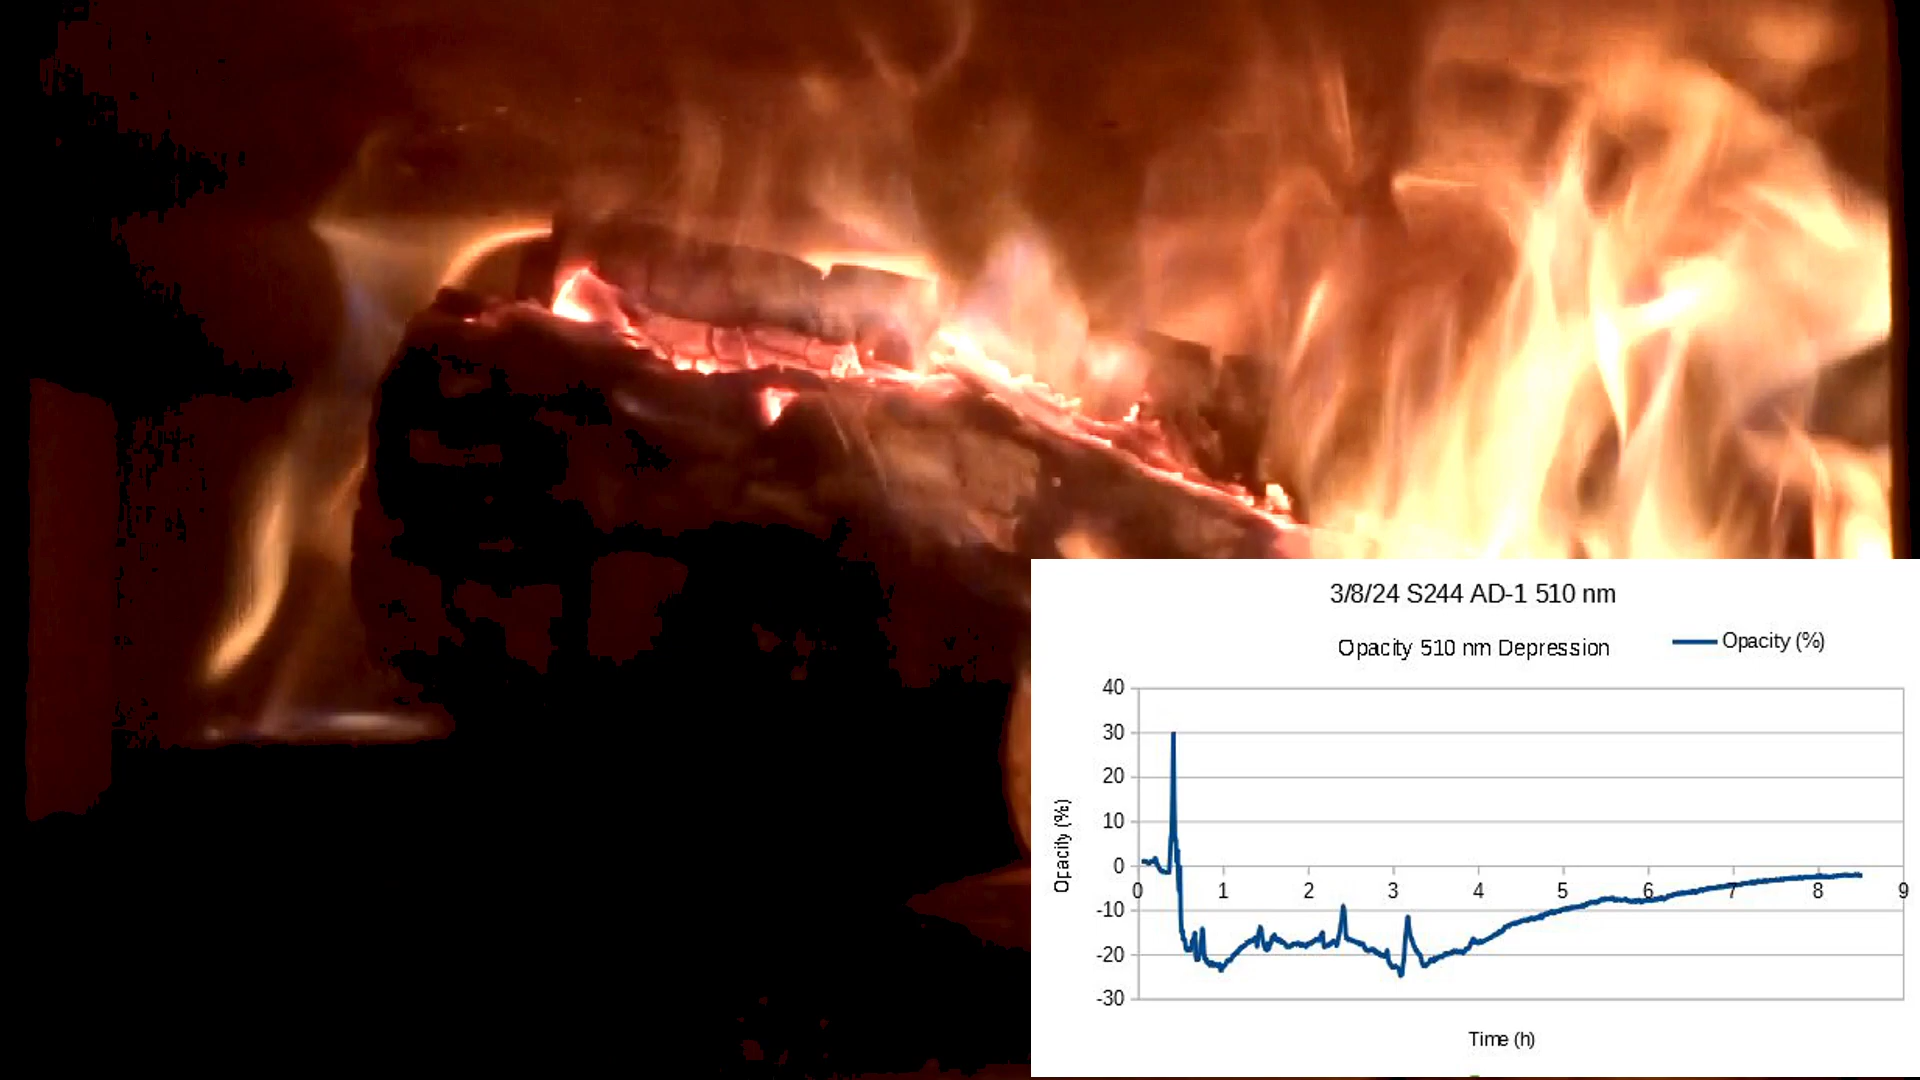 3/8/24 S244 AD-1 510 nm
Opacity 510 nm Depression
Opacity (%)
40
30
20
10
0
-10
-20
-30
Opacity (%)
0 1 2 3 4 5 6 7 8 9
Time (h)